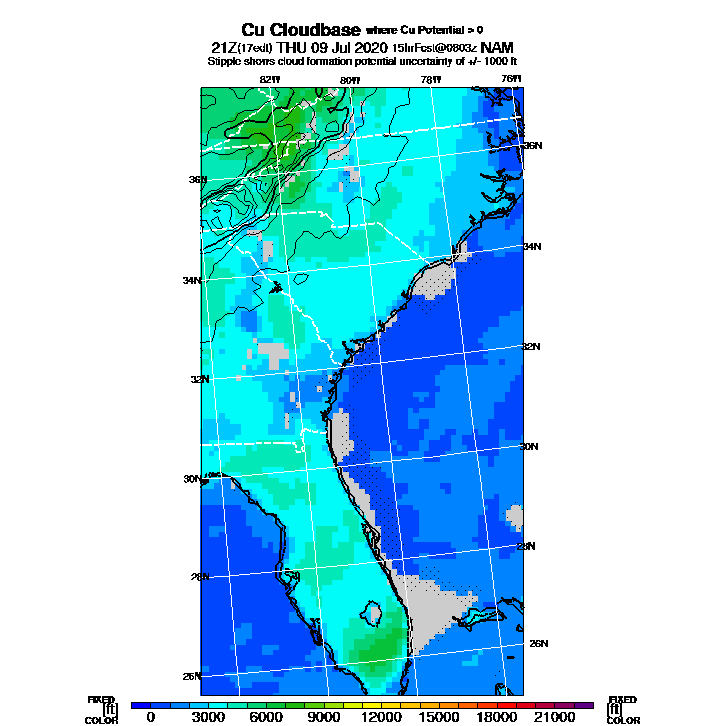 Cu Cloudbase where Cu Potential > 0
21Z(17edt) THU 09 Jul 2020 15hrFcst@0803z NAM
Stipple shows cloud formation potential uncertainty of +/- 1000 ft
82W 80W 78W 76W
36N
36N
34N
34N
32N
32N
30N
30N
28N
28N
26N
26N
FIXED
[ft]
COLOR
0 3000 6000 9000 12000 15000 18000 21000
FIXED
[ft]
COLOR